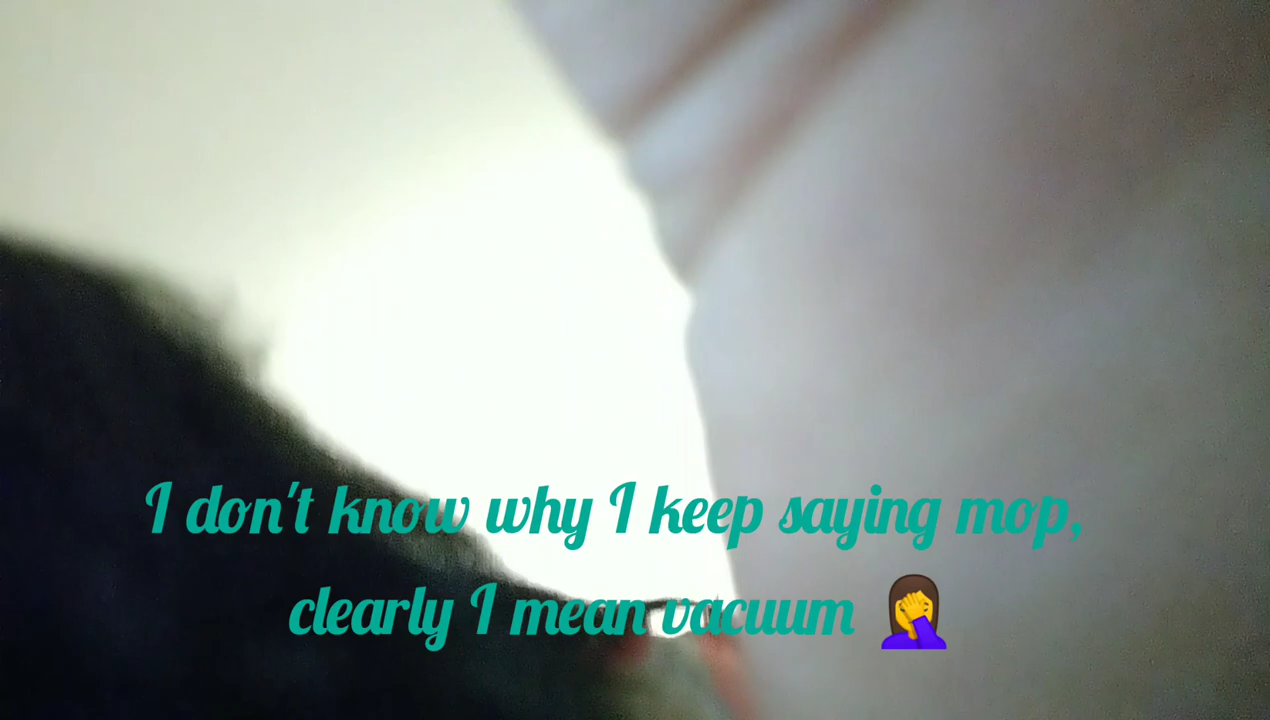 I don't know why I keep saying mop,
clearly I mean vacuum 🤦‍♀️